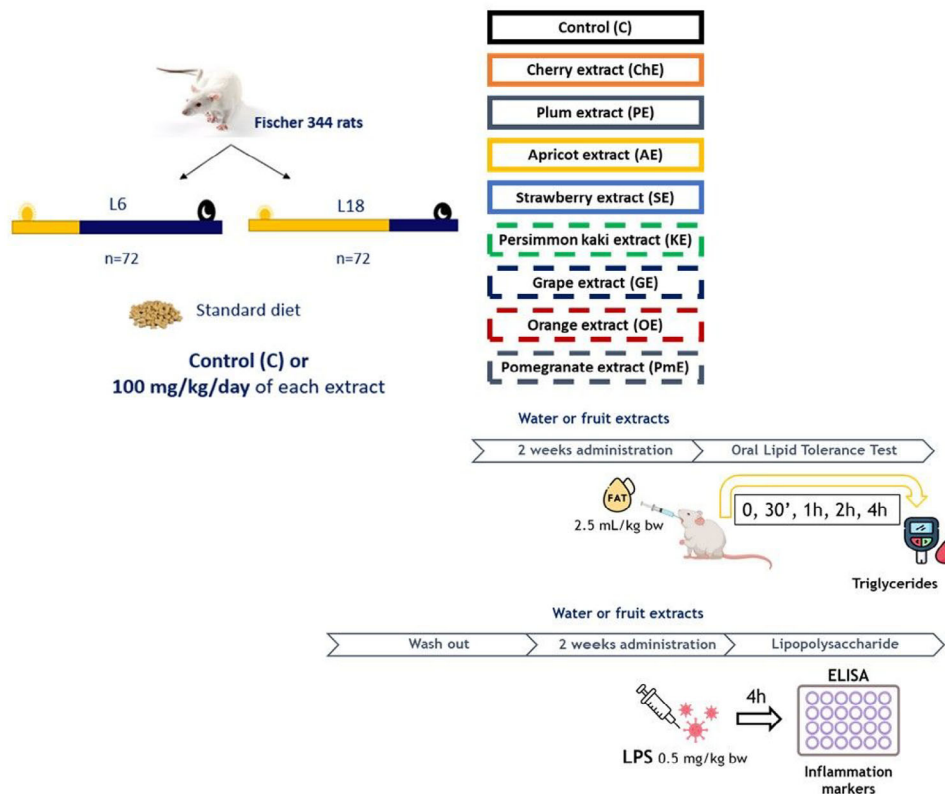 Fischer 344 rats
L6
L18
n=72
n=72
Standard diet
Control (C) or
100 mg/kg/day of each extract
Control (C)
Cherry extract (ChE)
Plum extract (PE)
Apricot extract (AE)
Strawberry extract (SE)
Persimmon kaki extract (KE)
Grape extract (GE)
Orange extract (OE)
Pomegranate extract (PmE)
Water or fruit extracts
2 weeks administration
Oral Lipid Tolerance Test
FAT
2.5 mL/kg bw
0, 30’, 1h, 2h, 4h
Triglycerides
Water or fruit extracts
Wash out
2 weeks administration
Lipopolysaccharide
LPS 0.5 mg/kg bw
4h
ELISA
Inflammation
markers